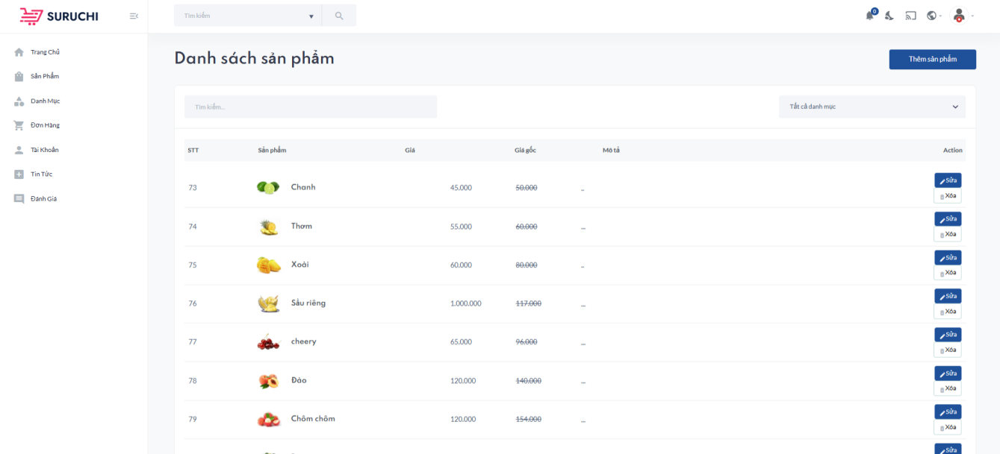 SURUCHI
Tìm kiếm
0
Trang Chủ
Sản Phẩm
Danh Mục
Đơn Hàng
Tài Khoản
Tin Tức
Đánh Giá
Danh sách sản phẩm
Thêm sản phẩm
Tìm kiếm...
Tất cả danh mục
STT Sản phẩm Giá Giá gốc Mô tả Action
73 Chanh 45.000 50.000 .. Sửa
Xóa
74 Thơm 55.000 60.000 ... Sửa
Xóa
75 Xoài 60.000 80.000 .. Sửa
Xóa
76 Sầu riêng 1.000.000 117.000 ... Sửa
Xóa
77 cheery 65.000 96.000 ... Sửa
Xóa
78 Đào 120.000 140.000 ... Sửa
Xóa
79 Chôm chôm 120.000 154.000 ... Sửa
Xóa
Sửa